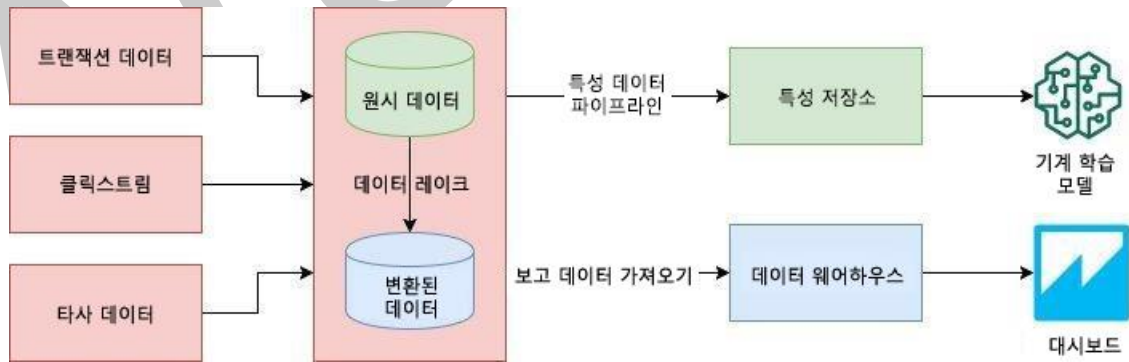 트랜잭션 데이터
클릭스트림
타사 데이터
원시 데이터
데이터 레이크
변환된
데이터
특성 데이터
파이프라인
특성 저장소
기계 학습
모델
보고 데이터 가져오기
데이터 웨어하우스
대시보드